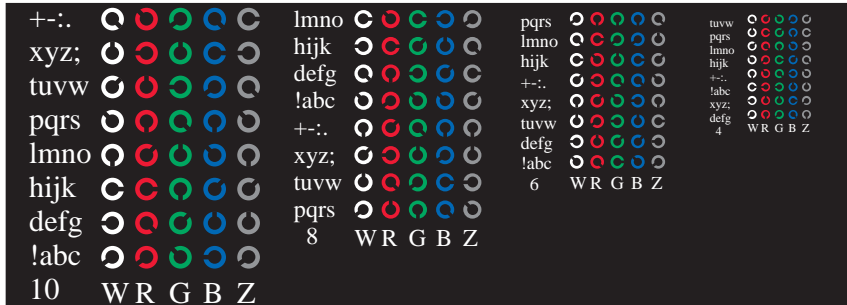 +-:.
xyz;
tuvw
pqrs
lmno
hijk
defg
!abc
10 W R G B Z
lmno
hijk
defg
!abc
+-:.
xyz;
tuvw
pqrs
8 W R G B Z
pqrs
lmno
hijk
+-:.
xyz;
tuvw
defg
!abc
6 W R G B Z
tuvw
pqrs
lmno
hijk
+-:.
!abc
xyz;
defg
4 W R G B Z